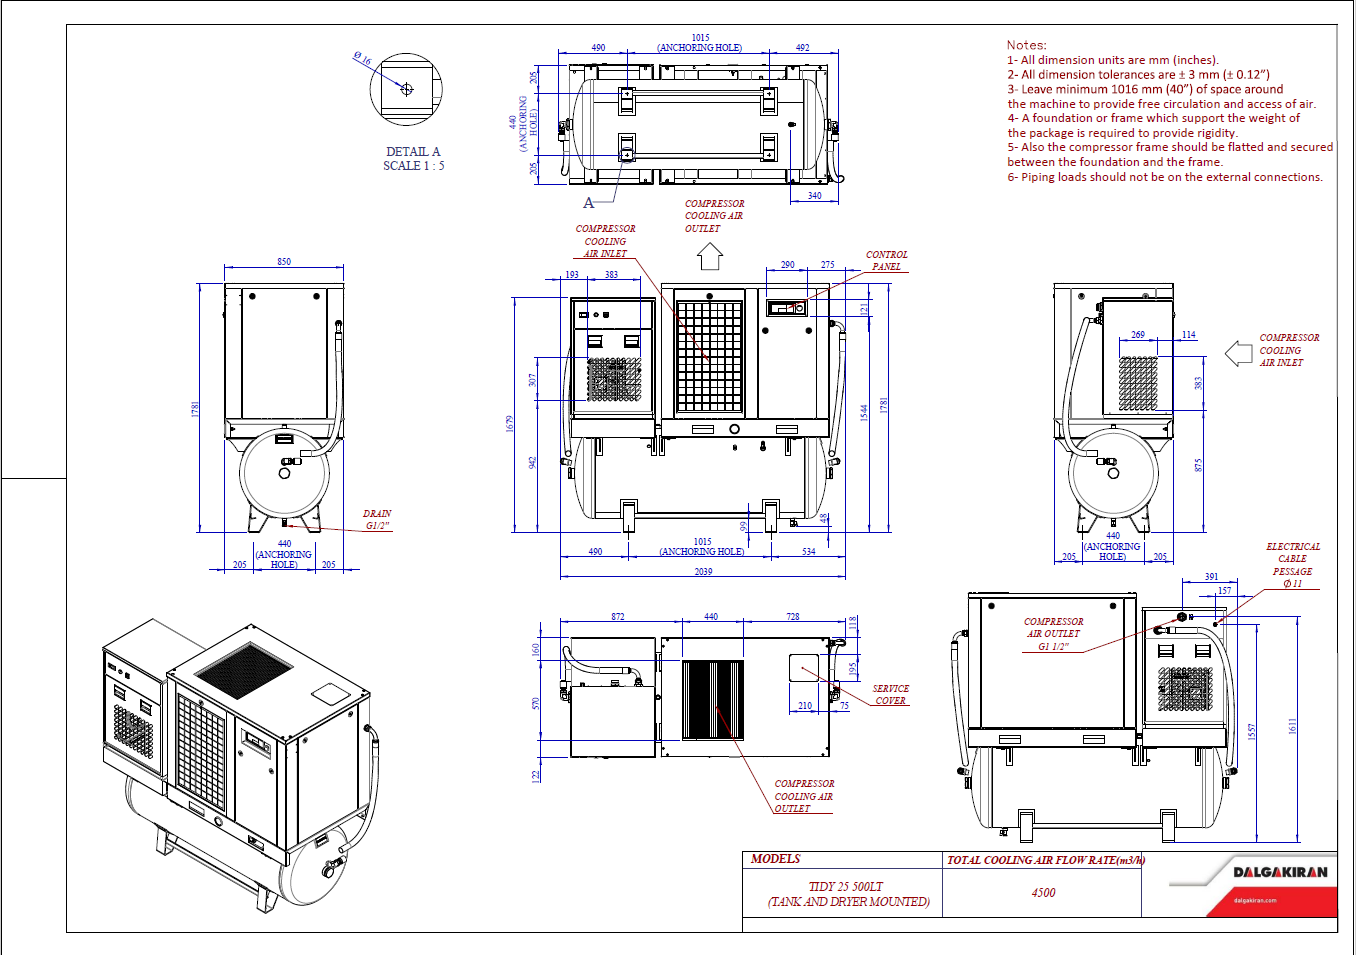 Ø 16
DETAIL A
SCALE 1 : 5
490
1015
(ANCHORING HOLE)
492
205
440
(ANCHORING
HOLE)
205
A
340
Notes:
1- All dimension units are mm (inches).
2- All dimension tolerances are ± 3 mm (± 0.12”)
3- Leave minimum 1016 mm (40”) of space around
the machine to provide free circulation and access of air.
4- A foundation or frame which support the weight of
the package is required to provide rigidity.
5- Also the compressor frame should be flatted and secured
between the foundation and the frame.
6- Piping loads should not be on the external connections.
850
1781
DRAIN
G1/2"
440
(ANCHORING
HOLE)
205
205
COMPRESSOR
COOLING
AIR INLET
COMPRESSOR
COOLING AIR
OUTLET
CONTROL
PANEL
193
383
290
275
121
307
1679
942
1544
1781
99
48
490
1015
(ANCHORING HOLE)
534
2039
269
114
383
875
COMPRESSOR
COOLING
AIR INLET
440
(ANCHORING
HOLE)
205
205
872
440
728
118
160
195
570
122
210
75
SERVICE
COVER
COMPRESSOR
COOLING AIR
OUTLET
ELECTRICAL
CABLE
PESSAGE
Ø 11
391
157
COMPRESSOR
AIR OUTLET
G1 1/2"
1557
1611
MODELS
TOTAL COOLING AIR FLOW RATE(m3/h)
TIDY 25 500LT
(TANK AND DRYER MOUNTED)
4500
DALGAKIRAN
dalgakiran.com